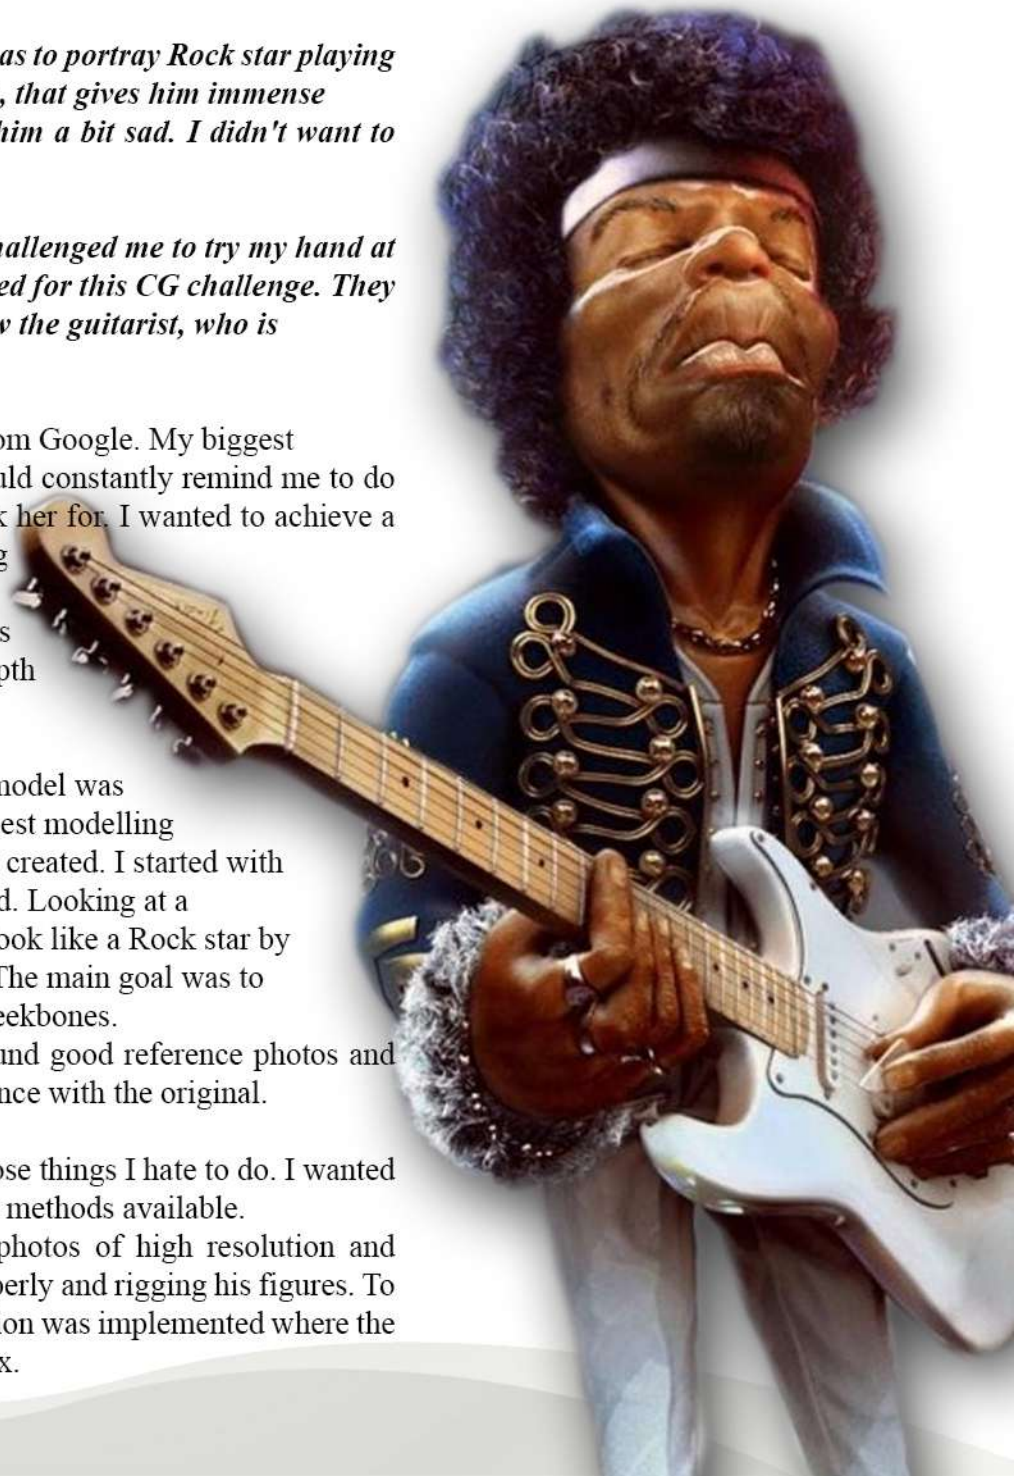 as to portray Rock star playing
, that gives him immense
him a bit sad. I didn't want to
hallenged me to try my hand at
ed for this CG challenge. They
w the guitarist, who is
om Google. My biggest
uld constantly remind me to do
k her for. I wanted to achieve a
g
s
pth
model was
est modelling
created. I started with
d. Looking at a
ook like a Rock star by
The main goal was to
eekbones.
und good reference photos and
nce with the original.
ose things I hate to do. I wanted
methods available.
photos of high resolution and
perly and rigging his figures. To
ion was implemented where the
x.